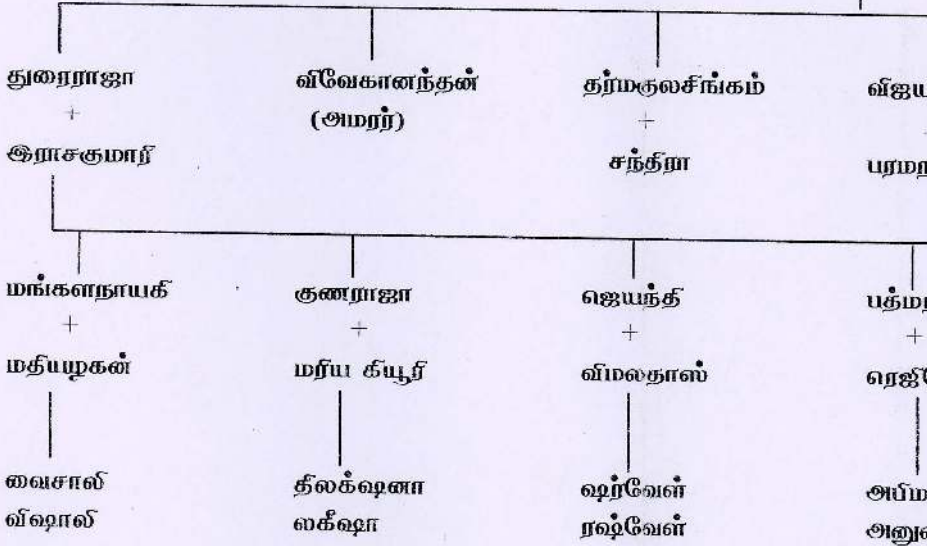 துரைராஜா விவேகானந்தன் தர்மகுலசிங்கம்
+ (அமரர்) +
இராசகுமாரி சந்திரா
மங்களநாயகி குணராஜா ஜெயந்தி
+ + + +
மதியழகன் மரிய கியூரி விமலதாஸ்
வைசாலி திலக்ஷனா ஷர்வேள்
விஷாலி லகீஷா ரஷ்வேள்